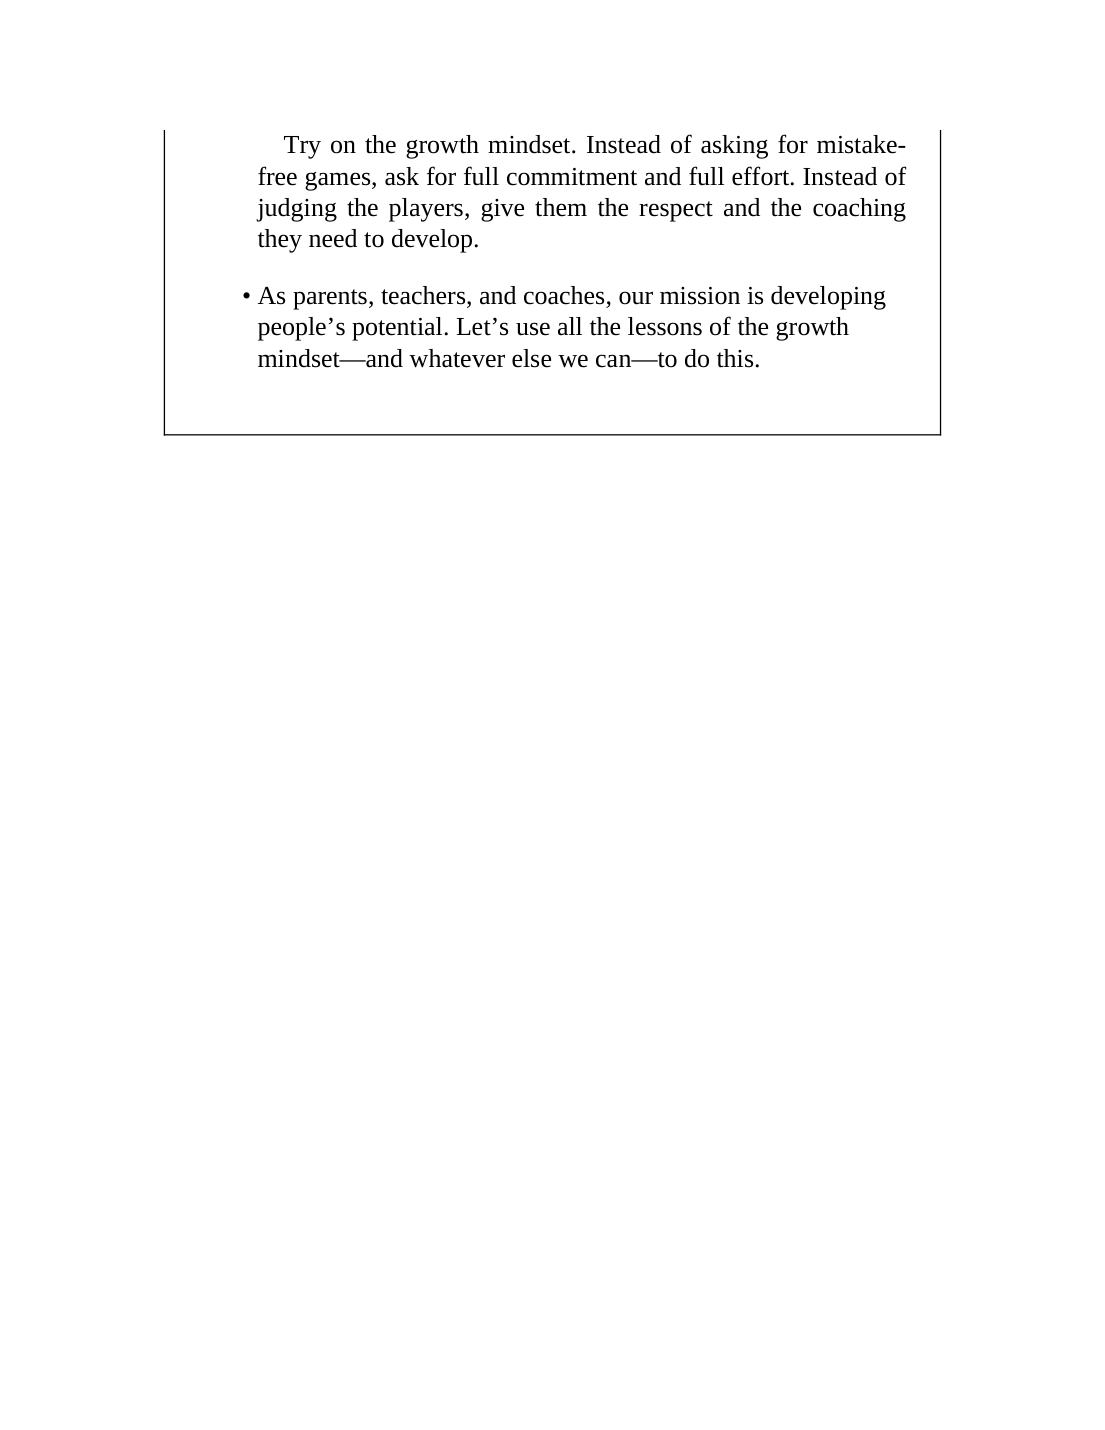 Try on the growth mindset. Instead of asking for mistake-
free games, ask for full commitment and full effort. Instead of
judging the players, give them the respect and the coaching
they need to develop.
• As parents, teachers, and coaches, our mission is developing
people’s potential. Let’s use all the lessons of the growth
mindset—and whatever else we can—to do this.